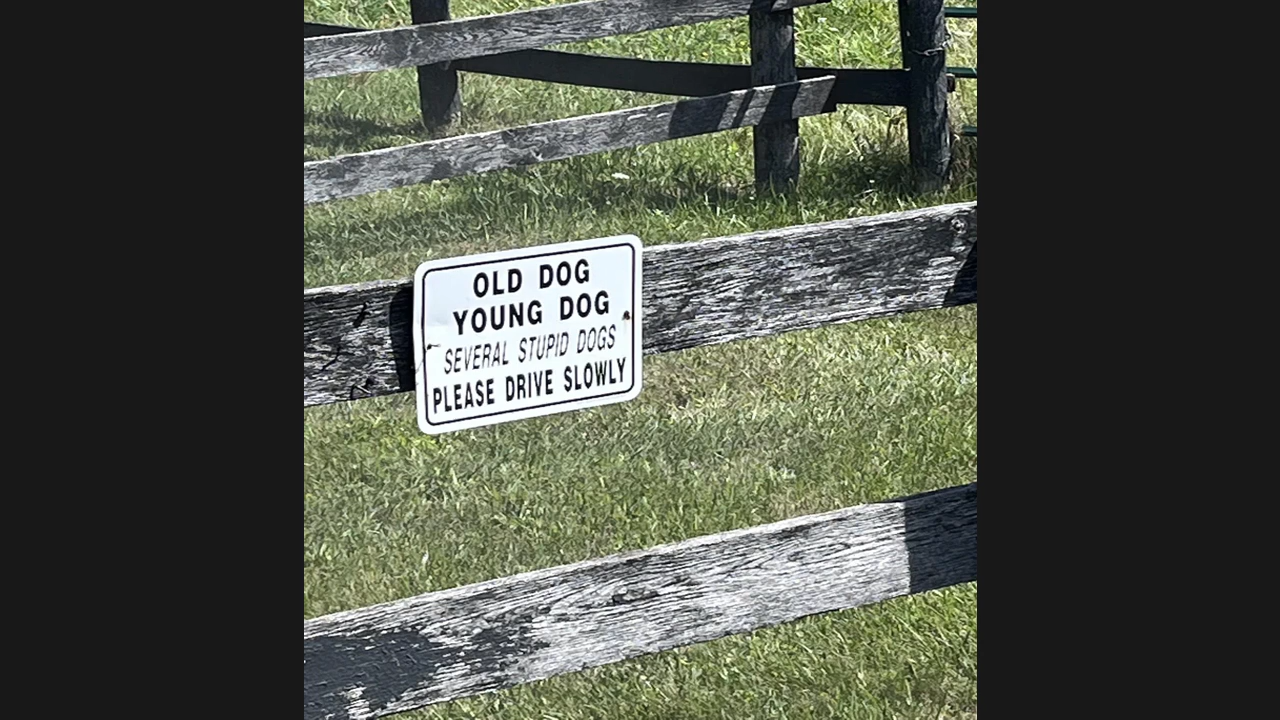 OLD DOG
YOUNG DOG
SEVERAL STUPID DOGS
PLEASE DRIVE SLOWLY